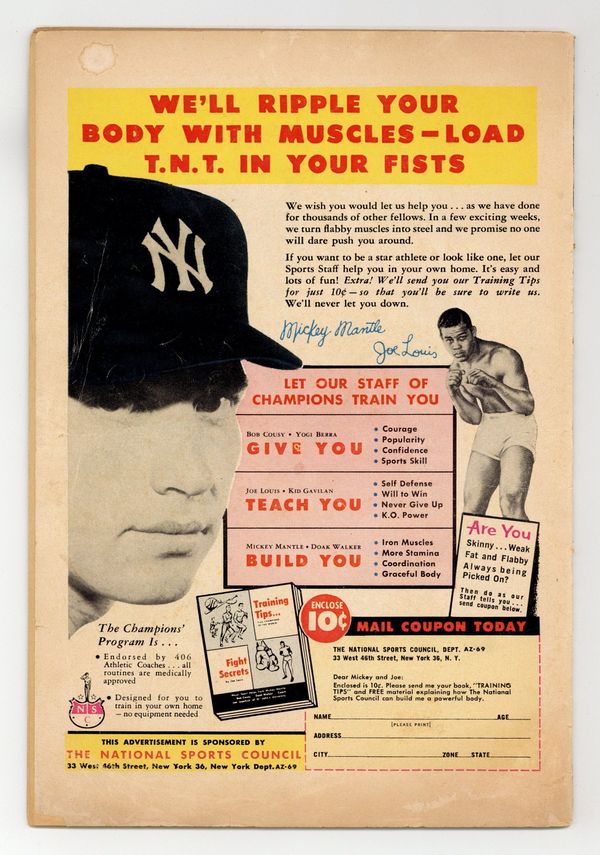 WE'LL RIPPLE YOUR
BODY WITH MUSCLES—LOAD
T.N.T. IN YOUR FISTS
We wish you would let us help you . . . as we have done
for thousands of other fellows. In a few exciting weeks,
we turn flabby muscles into steel and we promise no one
will dare push you around.
If you want to be a star athlete or look like one, let our
Sports Staff help you in your own home. It's easy and
lots of fun! Extra! We'll send you our Training Tips
for just 10¢—so that you'll be sure to write us.
We'll never let you down.
NY
Mickey Mantle
Joe Louis
LET OUR STAFF OF
CHAMPIONS TRAIN YOU
BOB COUSY • YOGI BERRA
GIVE YOU
• Courage
• Popularity
• Confidence
• Sports Skill
JOE LOUIS • KID GAVILAN
TEACH YOU
• Self Defense
• Will to Win
• Never Give Up
• K.O. Power
MICKEY MANTLE • DOAK WALKER
BUILD YOU
• Iron Muscles
• More Stamina
• Coordination
• Graceful Body
Are You
Skinny...Weak
Fat and Flabby
Always being
Picked On?
Then do as our
Staff tells you...
send coupon below.
The Champions'
Program Is . . .
• Endorsed by 406
Athletic Coaches . . . all
routines are medically
approved
• Designed for you to
train in your own home
— no equipment needed
NSC
Training
Tips...
Fight
Secrets
ENCLOSE
10¢
MAIL COUPON TODAY
THE NATIONAL SPORTS COUNCIL, DEPT. AZ-69
33 West 46th Street, New York 36, N. Y.
Dear Mickey and Joe:
Enclosed is 10¢. Please send me your book, "TRAINING
TIPS" and FREE material explaining how The National
Sports Council can build me a powerful body.
NAME AGE
(PLEASE PRINT)
ADDRESS
CITY ZONE STATE
THIS ADVERTISEMENT IS SPONSORED BY
THE NATIONAL SPORTS COUNCIL
33 West 46th Street, New York 36, New York Dept. AZ-69